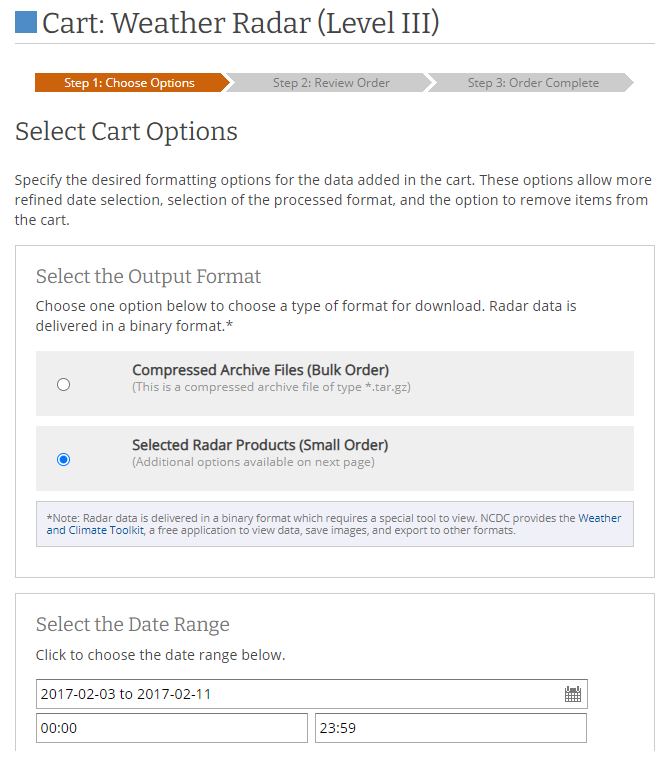 Cart: Weather Radar (Level III)
Step 1: Choose Options
Step 2: Review Order
Step 3: Order Complete
Select Cart Options
Specify the desired formatting options for the data added in the cart. These options allow more
refined date selection, selection of the processed format, and the option to remove items from
the cart.
Select the Output Format
Choose one option below to choose a type of format for download. Radar data is
delivered in a binary format.*
Compressed Archive Files (Bulk Order)
(This is a compressed archive file of type *.tar.gz)
Selected Radar Products (Small Order)
(Additional options available on next page)
*Note: Radar data is delivered in a binary format which requires a special tool to view. NCDC provides the Weather
and Climate Toolkit, a free application to view data, save images, and export to other formats.
Select the Date Range
Click to choose the date range below.
2017-02-03 to 2017-02-11
00:00
23:59